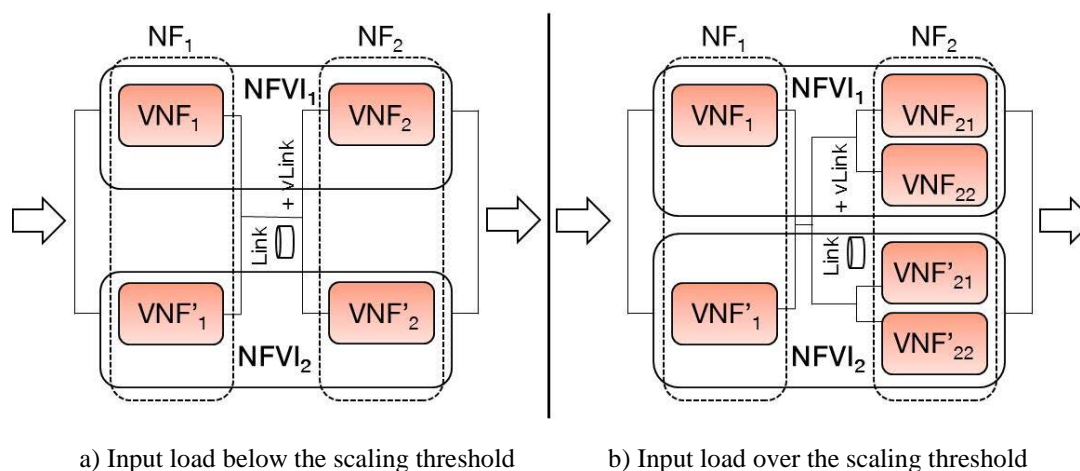 NF₁ NF₂
NFVI₁
VNF₁ VNF₂
Link + vLink
VNF'₁ VNF'₂
NFVI₂
a) Input load below the scaling threshold
NF₁ NF₂
NFVI₁
VNF₁ VNF₂₁
VNF₂₂
Link + vLink
VNF'₂₁
VNF'₁
VNF'₂₂
NFVI₂
b) Input load over the scaling threshold